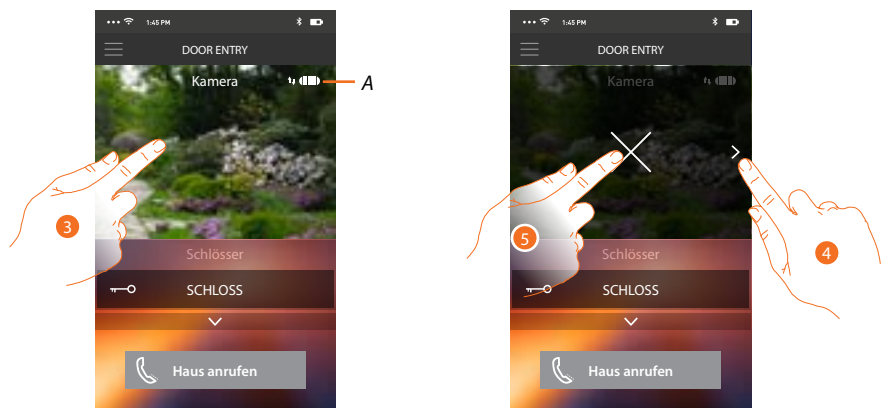 1:45 PM
DOOR ENTRY
Kamera
A
3
Schlösser
SCHLOSS
Haus anrufen
1:45 PM
DOOR ENTRY
Kamera
5
4
Schlösser
SCHLOSS
Haus anrufen